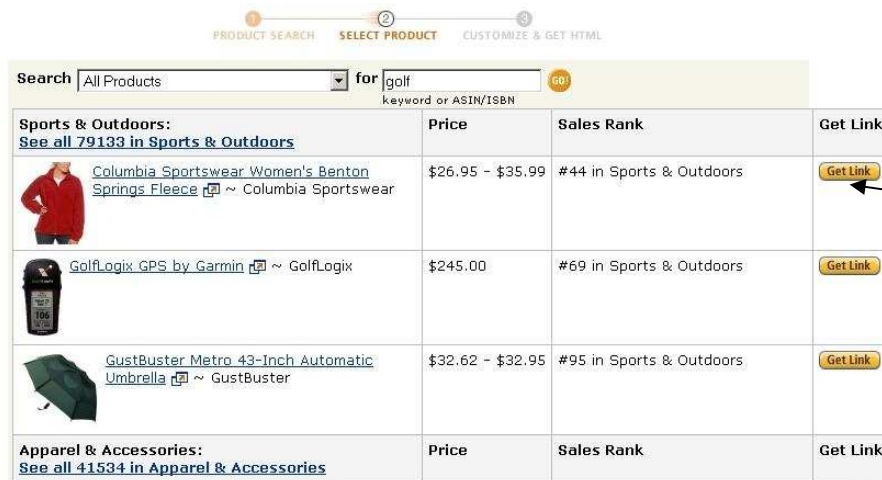 1 2 3
PRODUCT SEARCH SELECT PRODUCT CUSTOMIZE & GET HTML
Search All Products for golf GO!
keyword or ASIN/ISBN
Sports & Outdoors: Price Sales Rank Get Link
See all 79133 in Sports & Outdoors
Columbia Sportswear Women's Benton $26.95 - $35.99 #44 in Sports & Outdoors Get Link
Springs Fleece ~ Columbia Sportswear
GolfLogix GPS by Garmin ~ GolfLogix $245.00 #69 in Sports & Outdoors Get Link
106
GustBuster Metro 43-Inch Automatic $32.62 - $32.95 #95 in Sports & Outdoors Get Link
Umbrella ~ GustBuster
Apparel & Accessories: Price Sales Rank Get Link
See all 41534 in Apparel & Accessories